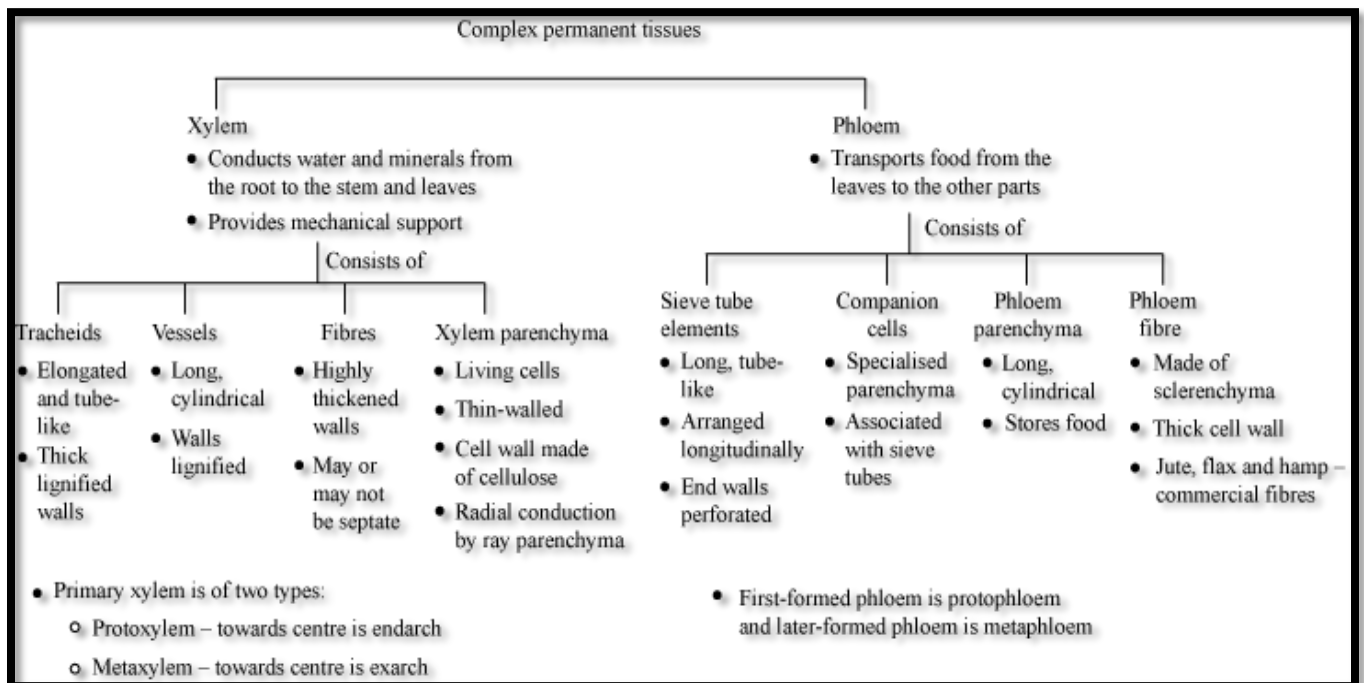 Complex permanent tissues
Xylem
• Conducts water and minerals from
the root to the stem and leaves
• Provides mechanical support
Consists of
Tracheids
• Elongated
and tube-
like
• Thick
lignified
walls
Vessels
• Long,
cylindrical
• Walls
lignified
Fibres
• Highly
thickened
walls
• May or
may not
be septate
Xylem parenchyma
• Living cells
• Thin-walled
• Cell wall made
of cellulose
• Radial conduction
by ray parenchyma
• Primary xylem is of two types:
o Protoxylem – towards centre is endarch
o Metaxylem – towards centre is exarch
Phloem
• Transports food from the
leaves to the other parts
Consists of
Sieve tube
elements
• Long, tube-
like
• Arranged
longitudinally
• End walls
perforated
Companion
cells
• Specialised
parenchyma
• Associated
with sieve
tubes
Phloem
parenchyma
• Long,
cylindrical
• Stores food
Phloem
fibre
• Made of
sclerenchyma
• Thick cell wall
• Jute, flax and hamp –
commercial fibres
• First-formed phloem is protophloem
and later-formed phloem is metaphloem